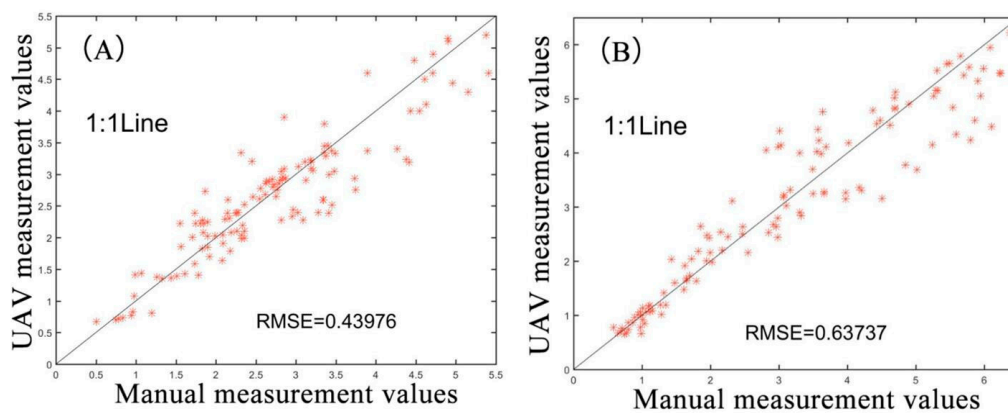 (A)
1:1Line
RMSE=0.43976
UAV measurement values
5.5
5
4.5
4
3.5
3
2.5
2
1.5
1
0.5
0
0 0.5 1 1.5 2 2.5 3 3.5 4 4.5 5 5.5
Manual measurement values
(B)
1:1Line
RMSE=0.63737
UAV measurement values
6
5
4
3
2
1
0
0 1 2 3 4 5 6
Manual measurement values